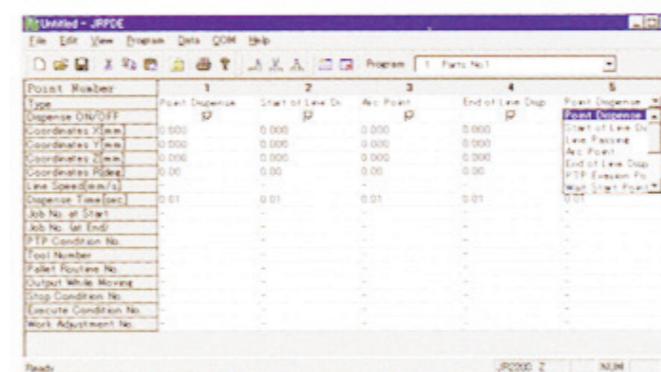 Untitled - JRPDE
File Edit View Program Data COM Help
Program 1 Parts No.1
Point Number 1 2 3 4 5
Type Point Dispense Start of Line Di Arc Point End of Line Disp Point Dispense
Dispense ON/OFF Point Dispense
Coordinates X[mm] 0.000 0.000 0.000 0.000 Start of Line Di
Coordinates Y[mm] 0.000 0.000 0.000 0.000 Line Passing
Coordinates Z[mm] 0.000 0.000 0.000 0.000 Arc Point
Coordinates R[deg] 0.00 0.00 0.00 0.00 End of Line Disp
Line Speed[mm/s] - - - - PTP Evasion Po
Wait Start Point
Dispense Time[sec] 0.01 0.01 0.01 0.01 0.01
Job No. at Start - - - - -
Job No. (at End) - - - - -
PTP Condition No. - - - - -
Tool Number - - - - -
Pallet Routine No. - - - - -
Output While Moving - - - - -
Stop Condition No. - - - - -
Execute Condition No. - - - - -
Work Adjustment No. - - - - -
Ready JR2200 Z NUM